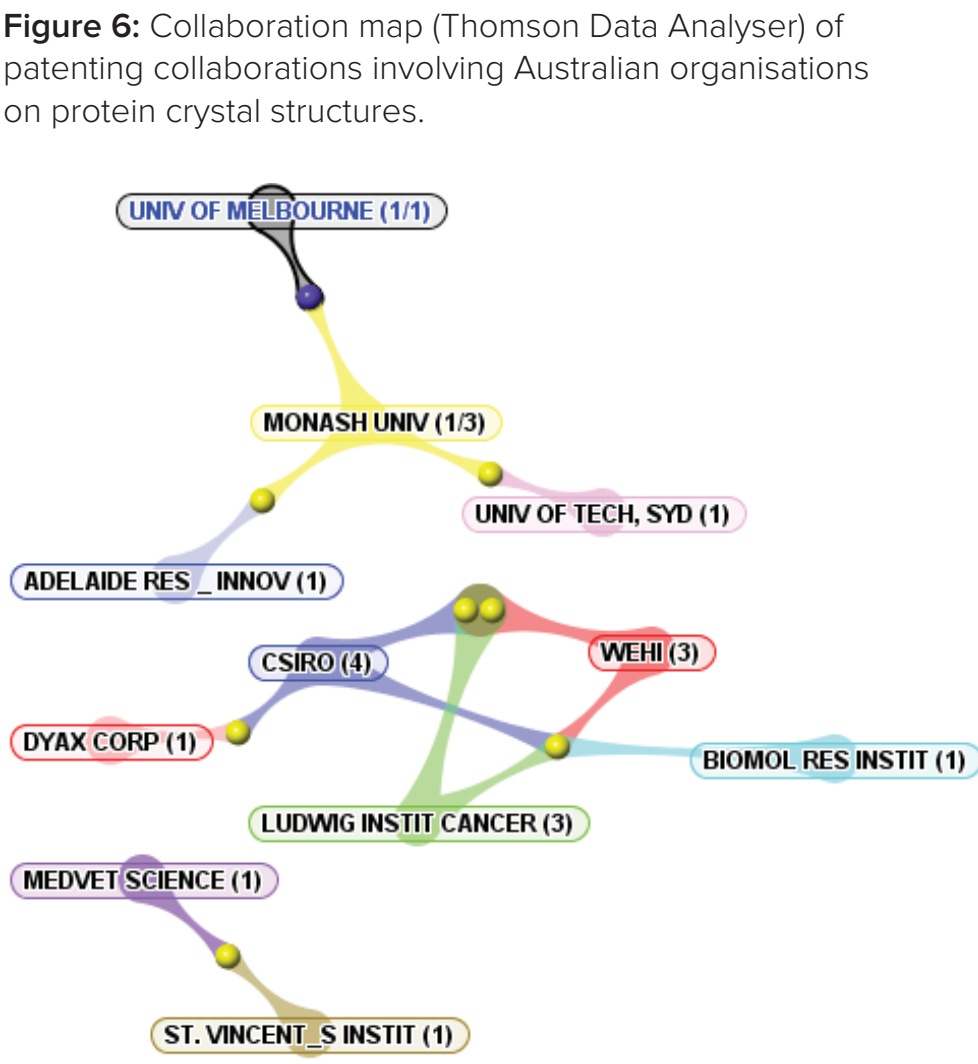 Figure 6: Collaboration map (Thomson Data Analyser) of
patenting collaborations involving Australian organisations
on protein crystal structures.
UNIV OF MELBOURNE (1/1)
MONASH UNIV (1/3)
UNIV OF TECH, SYD (1)
ADELAIDE RES _ INNOV (1)
WEHI (3)
CSIRO (4)
DYAX CORP (1)
BIOMOL RES INSTIT (1)
LUDWIG INSTIT CANCER (3)
MEDVET SCIENCE (1)
ST. VINCENT_S INSTIT (1)